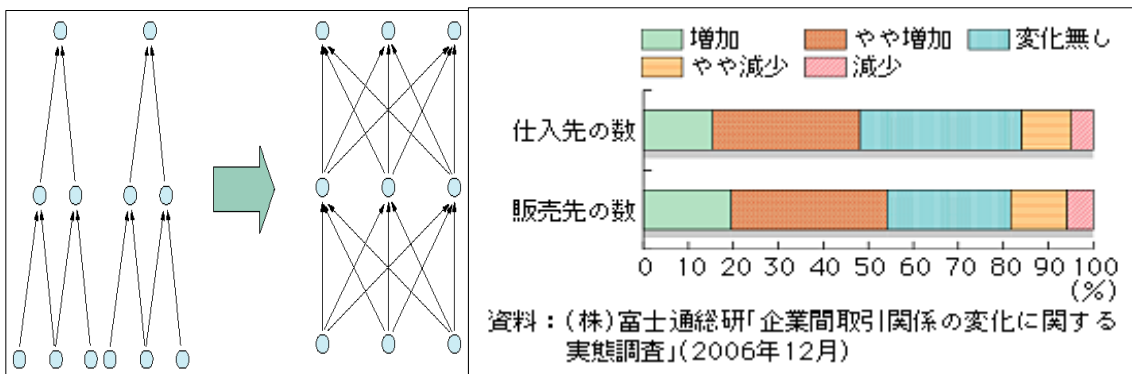 増加 やや増加 変化無し
やや減少 減少
仕入先の数
販売先の数
0 10 20 30 40 50 60 70 80 90 100
(%)
資料:(株)富士通総研「企業間取引関係の変化に関する
実態調査」(2006年12月)